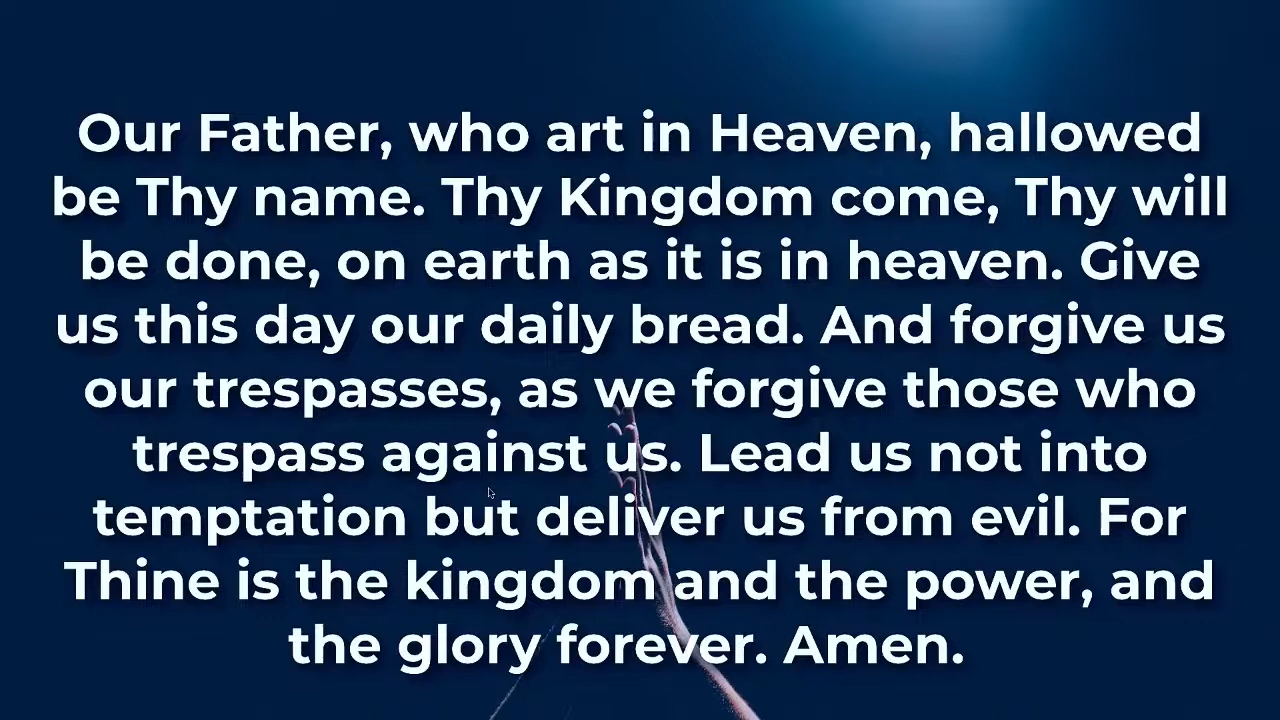 Our Father, who art in Heaven, hallowed
be Thy name. Thy Kingdom come, Thy will
be done, on earth as it is in heaven. Give
us this day our daily bread. And forgive us
our trespasses, as we forgive those who
trespass against us. Lead us not into
temptation but deliver us from evil. For
Thine is the kingdom and the power, and
the glory forever. Amen.